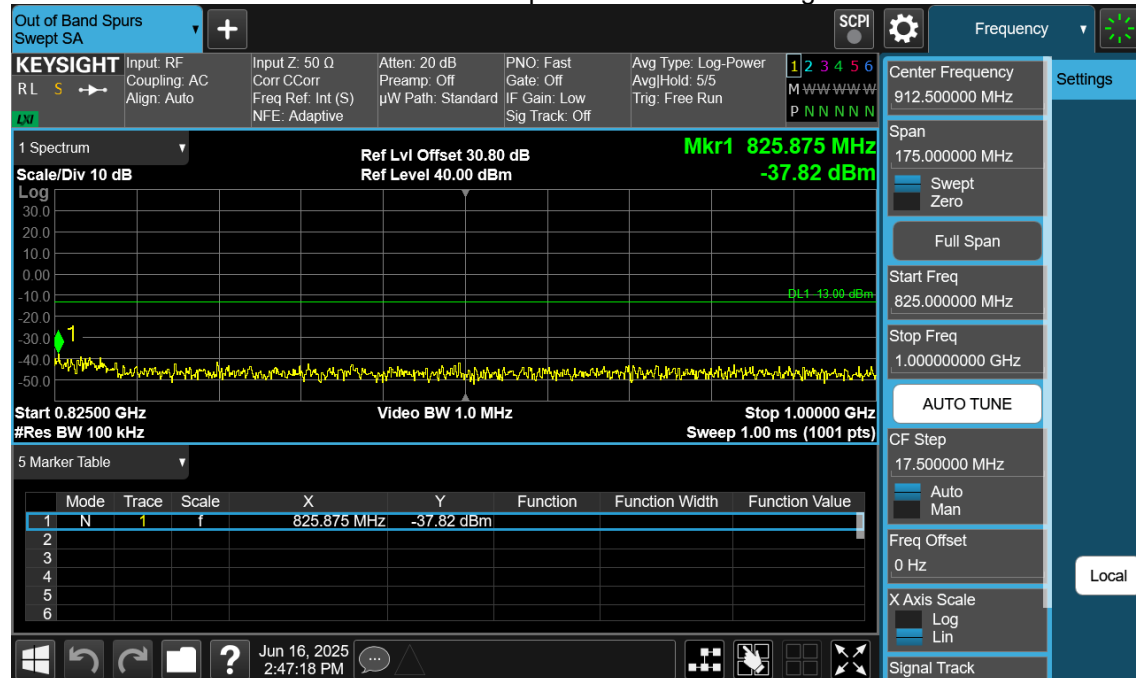 Out of Band Spurs
Swept SA
SCPI
Frequency
KEYSIGHT
R L S
LXI
Input: RF
Coupling: AC
Align: Auto
Input Z: 50 Ω
Corr CCorr
Freq Ref: Int (S)
NFE: Adaptive
Atten: 20 dB
Preamp: Off
µW Path: Standard
PNO: Fast
Gate: Off
IF Gain: Low
Sig Track: Off
Avg Type: Log-Power
Avg|Hold: 5/5
Trig: Free Run
1 2 3 4 5 6
M W W W W W
P N N N N N
1 Spectrum
Scale/Div 10 dB
Ref Lvl Offset 30.80 dB
Ref Level 40.00 dBm
Mkr1 825.875 MHz
-37.82 dBm
Log
30.0
20.0
10.0
0.00
-10.0
-20.0
-30.0
-40.0
-50.0
DL1 -13.00 dBm
1
Start 0.82500 GHz
#Res BW 100 kHz
Video BW 1.0 MHz
Stop 1.00000 GHz
Sweep 1.00 ms (1001 pts)
5 Marker Table
Mode Trace Scale X Y Function Function Width Function Value
1 N 1 f 825.875 MHz -37.82 dBm
2
3
4
5
6
Jun 16, 2025
2:47:18 PM
Center Frequency
912.500000 MHz
Span
175.000000 MHz
Swept
Zero
Full Span
Start Freq
825.000000 MHz
Stop Freq
1.000000000 GHz
AUTO TUNE
CF Step
17.500000 MHz
Auto
Man
Freq Offset
0 Hz
X Axis Scale
Log
Lin
Signal Track
Settings
Local